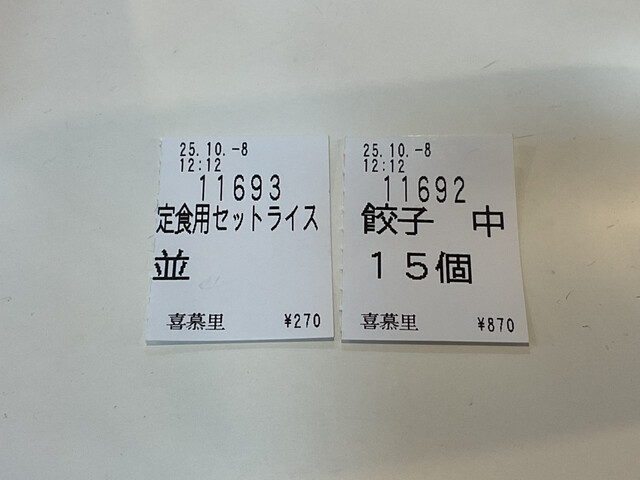 25.10.-8
12:12
11693
定食用セットライス
並
喜慕里 ¥270
25.10.-8
12:12
11692
餃子 中
15個
喜慕里 ¥870